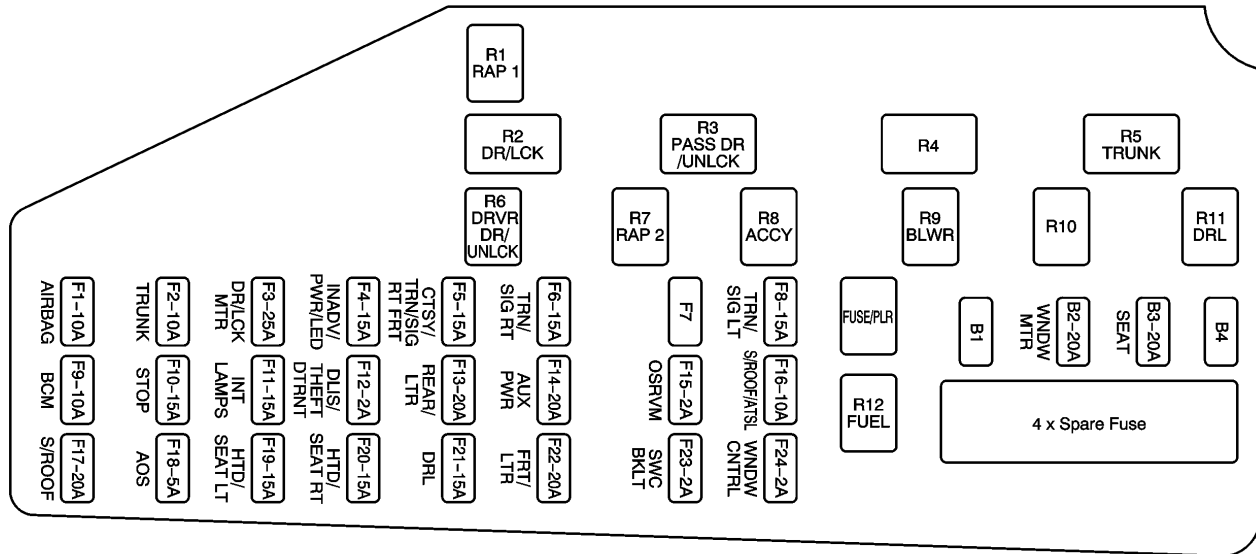 R1
RAP 1
R2
DR/LCK
R3
PASS DR
/UNLCK
R4
R5
TRUNK
R6
DRVR
DR/
UNLCK
R7
RAP 2
R8
ACCY
R9
BLWR
R10
R11
DRL
AIRBAG
F1–10A
TRUNK
F2–10A
DR/LCK
MTR
F3–25A
INADV/
PWR/LED
F4–15A
CTSY/
TRN/SIG
RT FRT
F5–15A
TRN/
SIG RT
F6–15A
F7
TRN/
SIG LT
F8–15A
FUSE/PLR
B1
WNDW
MTR
B2–20A
SEAT
B3–20A
B4
BCM
F9–10A
STOP
F10–15A
INT
LAMPS
F11–15A
DLIS/
THEFT
DTRNT
F12–2A
REAR/
LTR
F13–20A
AUX
PWR
F14–20A
OSRVM
F15–2A
S/ROOF/ATSL
F16–10A
R12
FUEL
4 x Spare Fuse
S/ROOF
F17–20A
AOS
F18–5A
HTD/
SEAT LT
F19–15A
HTD/
SEAT RT
F20–15A
DRL
F21–15A
FRT/
LTR
F22–20A
SWC
BKLT
F23–2A
WNDW
CNTRL
F24–2A